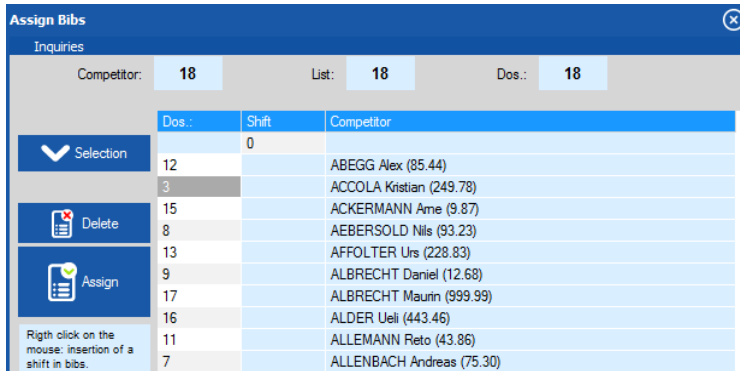 Assign Bibs
Inquiries
Competitor: 18 List: 18 Dos.: 18
Dos.: Shift Competitor
0
Selection
12 ABEGG Alex (85.44)
3 ACCOLA Kristian (249.78)
15 ACKERMANN Arne (9.87)
Delete
8 AEBERSOLD Nils (93.23)
13 AFFOLTER Urs (228.83)
9 ALBRECHT Daniel (12.68)
Assign
17 ALBRECHT Maurin (999.99)
16 ALDER Ueli (443.46)
11 ALLEMANN Reto (43.86)
7 ALLENBACH Andreas (75.30)
Rigth click on the
mouse: insertion of a
shift in bibs.